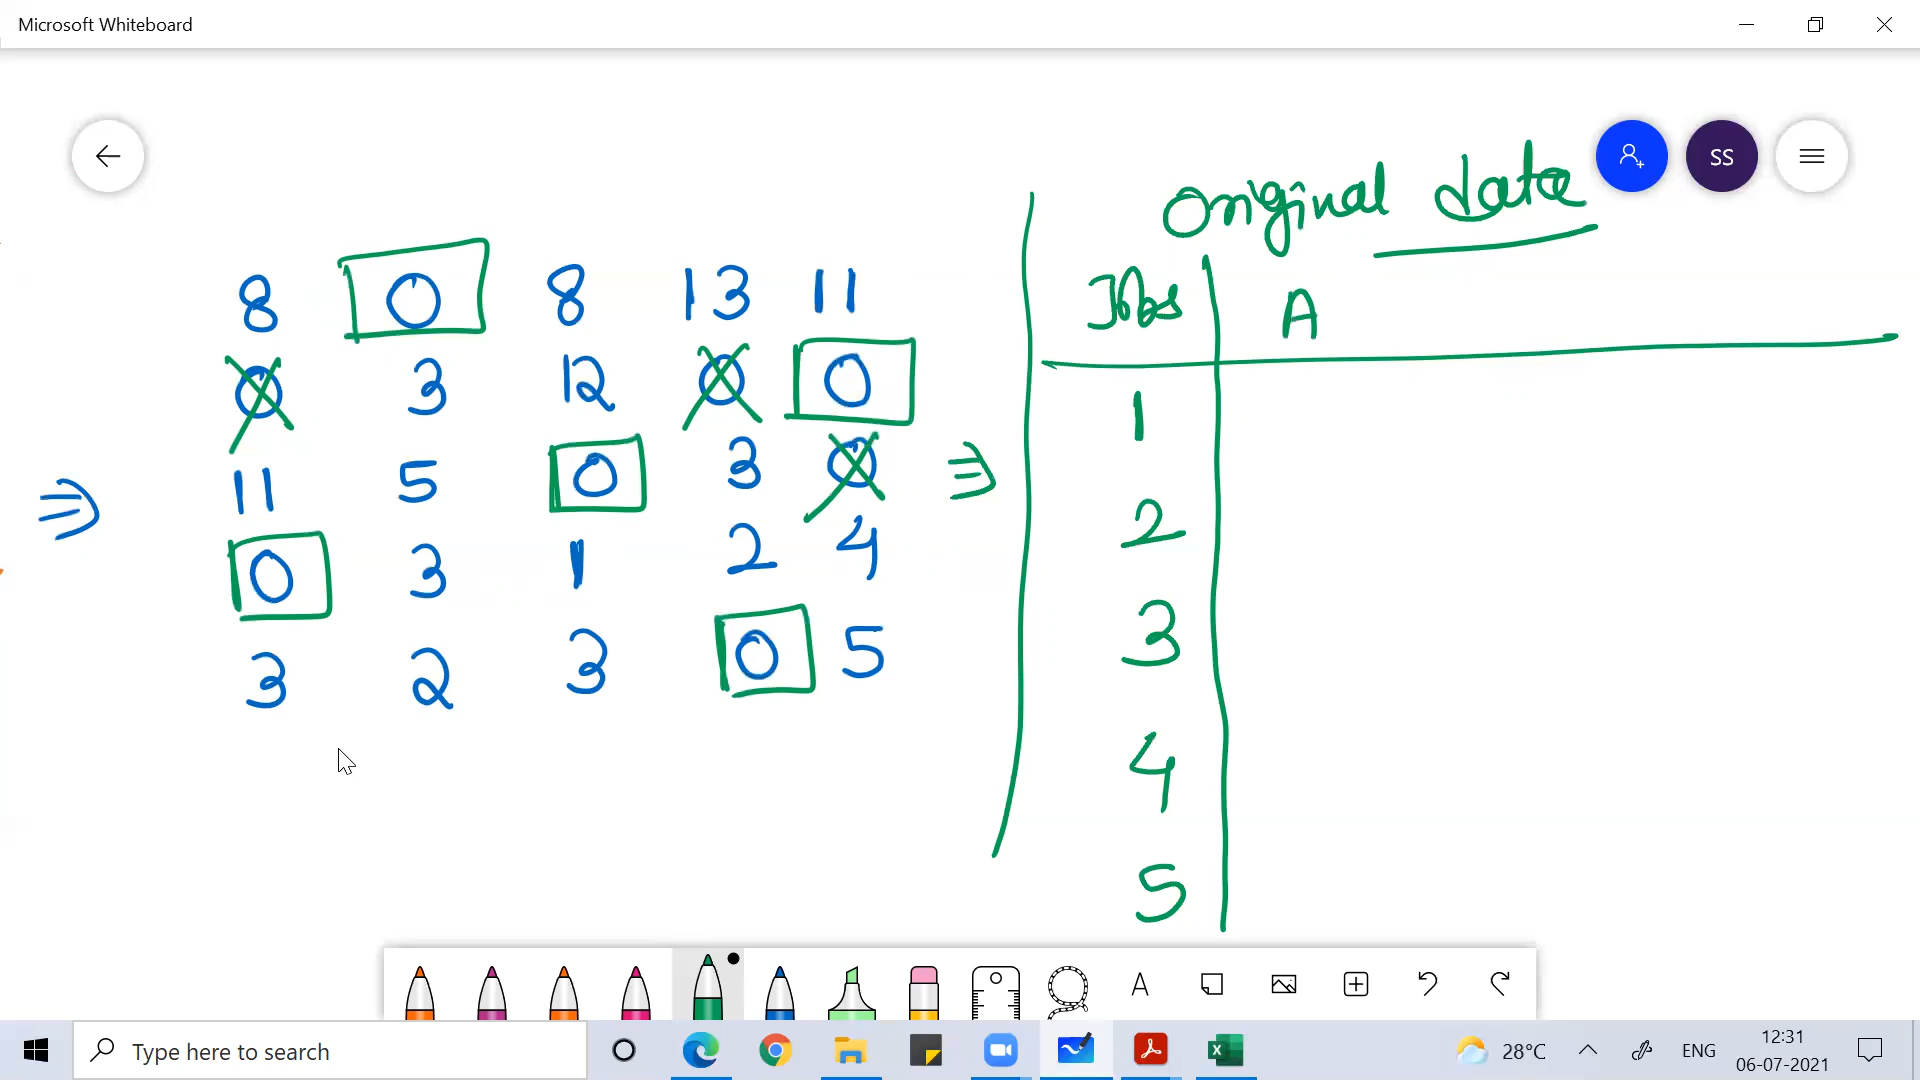 Microsoft Whiteboard
SS
Original data
8 0 8 13 11
0 3 12 0 0
11 5 0 3 0
0 3 1 2 4
3 2 3 0 5
Jobs A
1
2
3
4
5
Type here to search
28°C
ENG
12:31
06-07-2021